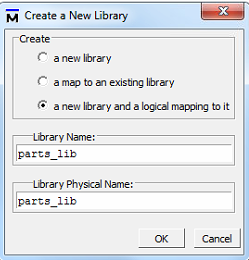 Create a New Library
Create
a new library
a map to an existing library
a new library and a logical mapping to it
Library Name:
parts_lib
Library Physical Name:
parts_lib
OK
Cancel